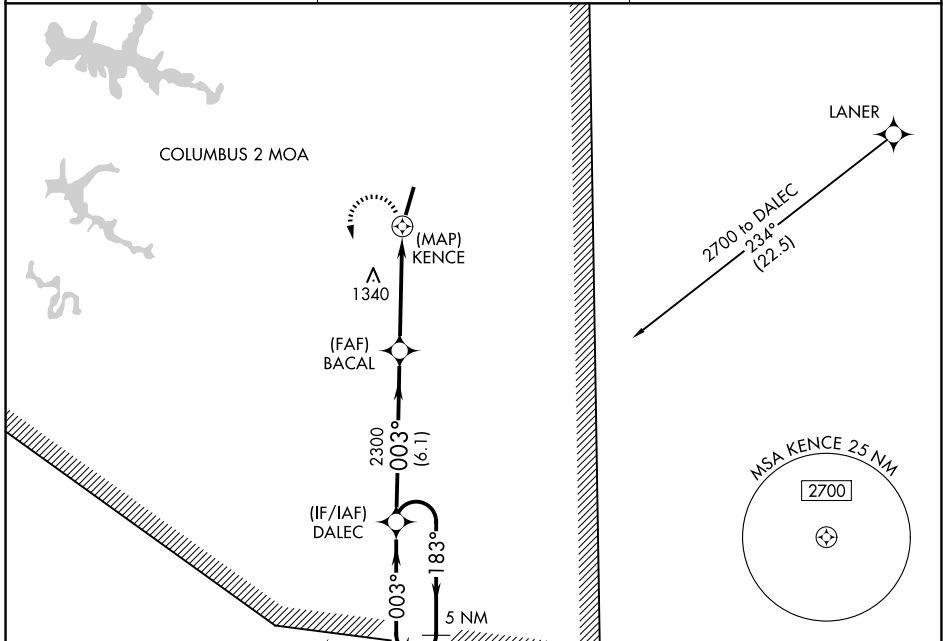 LANER
COLUMBUS 2 MOA
2700 to DALEC
234°
(22.5)
(MAP)
KENCE
1340
(FAF)
BACAL
2300
003°
(6.1)
MSA KENCE 25 NM
2700
(IF/IAF)
DALEC
183°
003°
5 NM